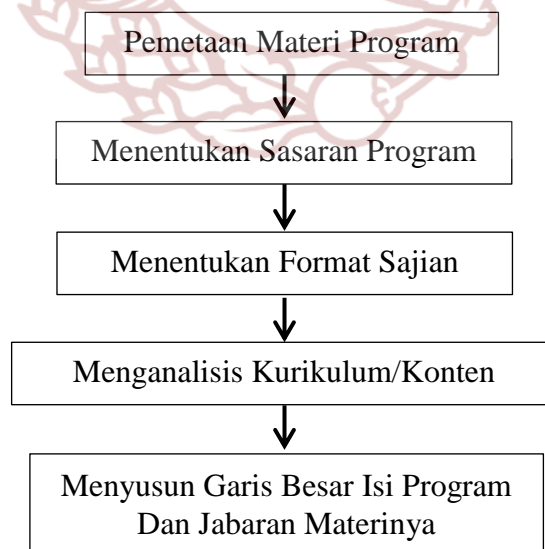 Pemetaan Materi Program
Menentukan Sasaran Program
Menentukan Format Sajian
Menganalisis Kurikulum/Konten
Menyusun Garis Besar Isi Program
Dan Jabaran Materinya